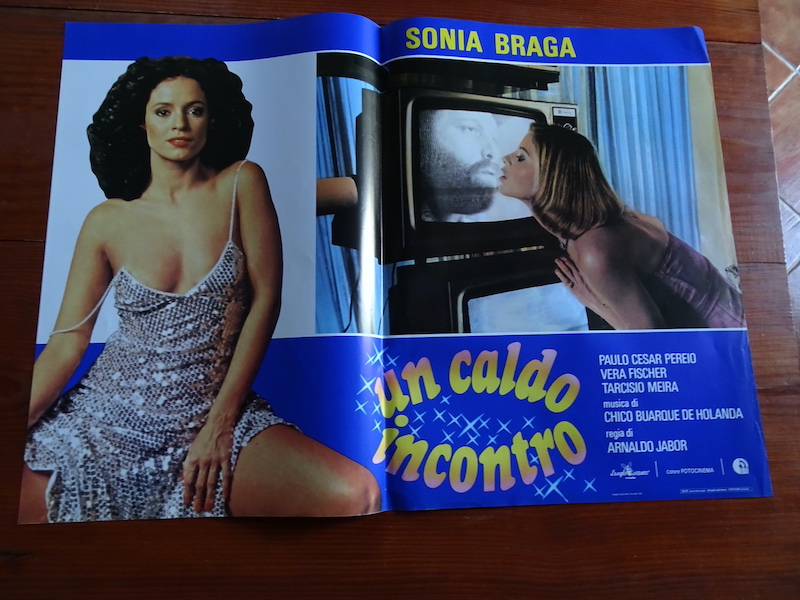 SONIA BRAGA
un caldo
incontro
PAULO CESAR PEREIO
VERA FISCHER
TARCISIO MEIRA
musica di
CHICO BUARQUE DE HOLANDA
regia di
ARNALDO JABOR
Colore FOTOCINEMA